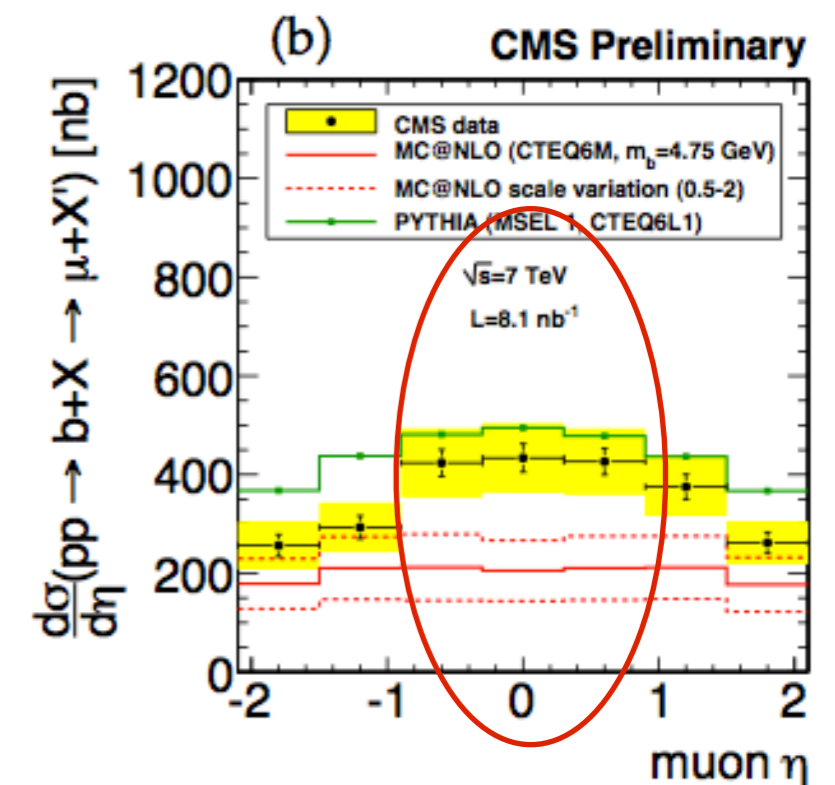 (b)
CMS Preliminary
dσ/dη (pp → b+X → μ+X') [nb]
1200
1000
800
600
400
200
0
CMS data
MC@NLO (CTEQ6M, m_b=4.75 GeV)
MC@NLO scale variation (0.5-2)
PYTHIA (MSEL 1, CTEQ6L1)
√s=7 TeV
L=8.1 nb⁻¹
-2 -1 0 1 2
muon η